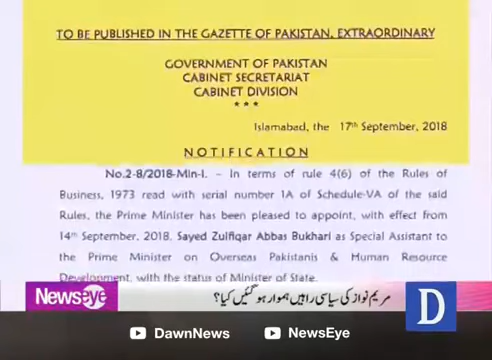 TO BE PUBLISHED IN THE GAZETTE OF PAKISTAN, EXTRAORDINARY
GOVERNMENT OF PAKISTAN
CABINET SECRETARIAT
CABINET DIVISION
***
Islamabad, the 17th September, 2018
NOTIFICATION
No.2-8/2018-Min-I. - In terms of rule 4(6) of the Rules of
Business, 1973 read with serial number 1A of Schedule-VA of the said
Rules, the Prime Minister has been pleased to appoint, with effect from
14th September, 2018, Sayed Zulfiqar Abbas Bukhari as Special Assistant to
the Prime Minister on Overseas Pakistanis & Human Resource
Development, with the status of Minister of State.
NewsEye
مریم نواز کی سیاسی راہیں ہموار ہو گئیں کیا؟
D
DawnNews
NewsEye